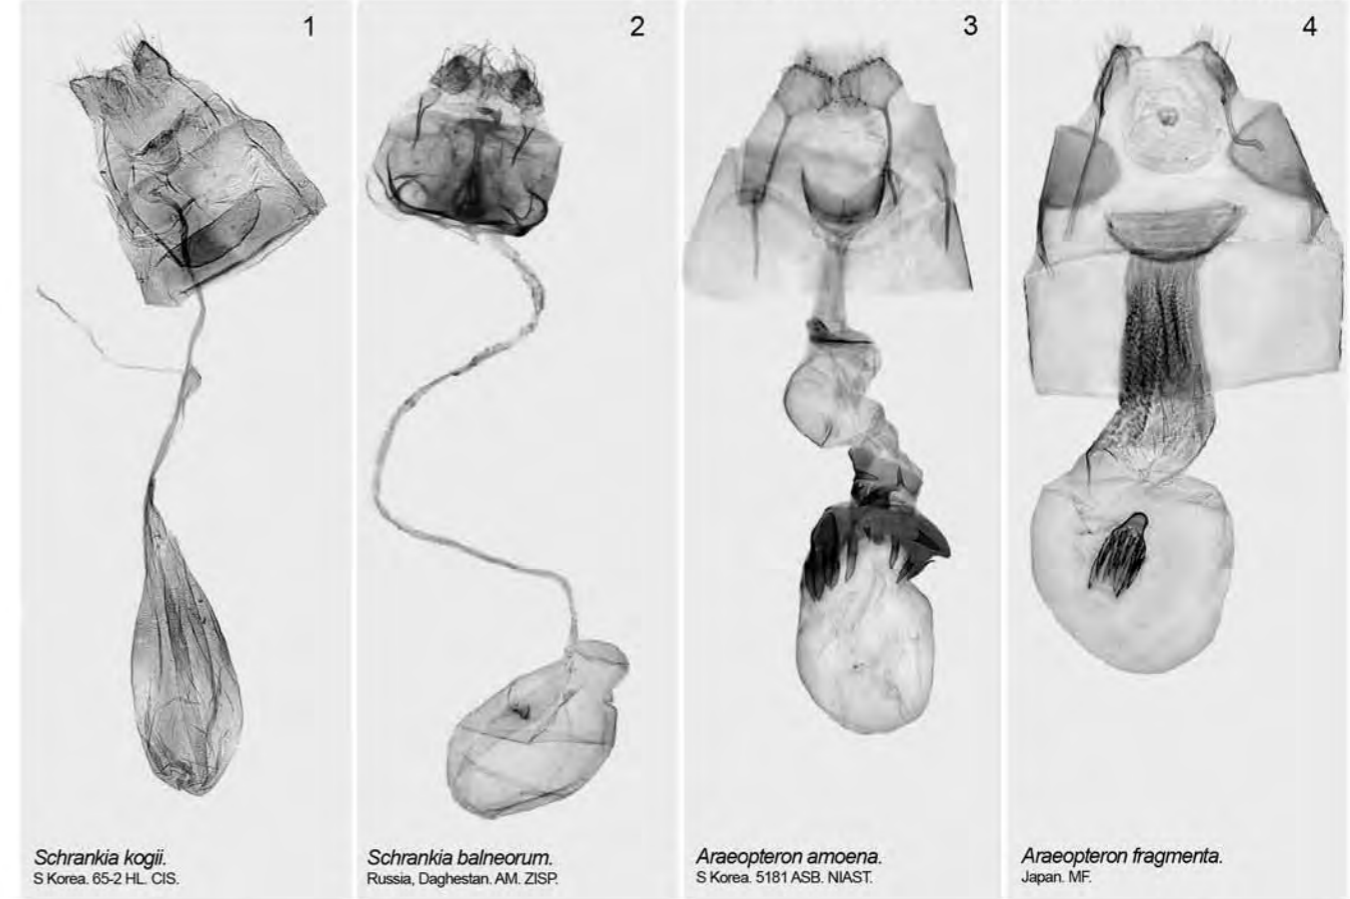 1
2
3
4
Schrankia kogii.
S Korea. 65-2 HL. CIS.
Schrankia balneorum.
Russia, Daghestan. AM. ZISP.
Araeopteron amoena.
S Korea. 5181 ASB. NIAST.
Araeopteron fragmenta.
Japan. MF.